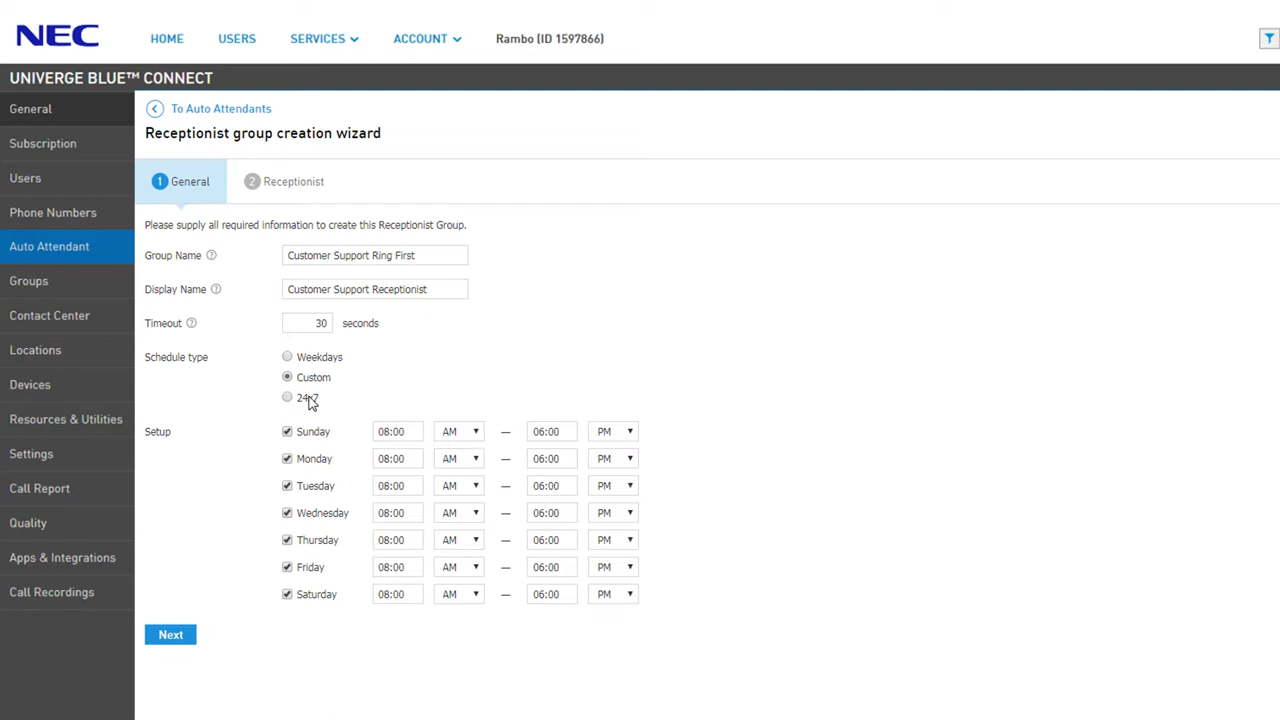 NEC
HOME USERS SERVICES ACCOUNT Rambo (ID 1597866)
UNIVERGE BLUE™ CONNECT
General
Subscription
Users
Phone Numbers
Auto Attendant
Groups
Contact Center
Locations
Devices
Resources & Utilities
Settings
Call Report
Quality
Apps & Integrations
Call Recordings
To Auto Attendants
Receptionist group creation wizard
1 General 2 Receptionist
Please supply all required information to create this Receptionist Group.
Group Name ? Customer Support Ring First
Display Name ? Customer Support Receptionist
Timeout ? 30 seconds
Schedule type Weekdays
Custom
24x7
Setup Sunday 08:00 AM — 06:00 PM
Monday 08:00 AM — 06:00 PM
Tuesday 08:00 AM — 06:00 PM
Wednesday 08:00 AM — 06:00 PM
Thursday 08:00 AM — 06:00 PM
Friday 08:00 AM — 06:00 PM
Saturday 08:00 AM — 06:00 PM
Next